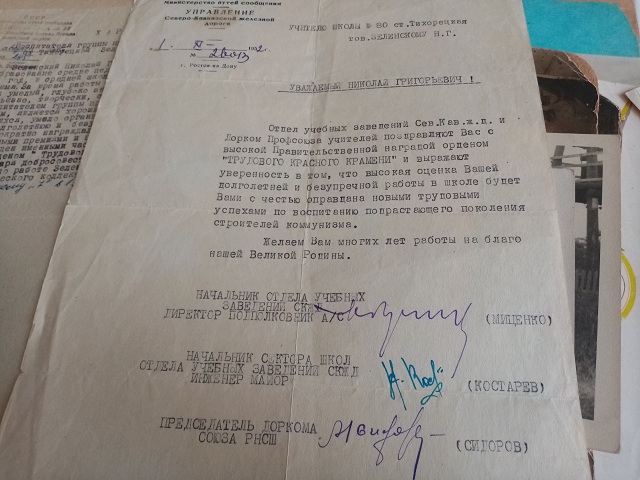 Министерство путей сообщения
УПРАВЛЕНИЕ
Северо-Кавказской железной
дороги
1. XI- 1952 г.
№
г. Ростов на Дону
УЧИТЕЛЮ ШКОЛЫ № 80 ст. Тихорецкая
тов. ЗЕЛЕНСКОМУ Н.Г.
УВАЖАЕМЫЙ НИКОЛАЙ ГРИГОРЬЕВИЧ !
Отдел учебных заведений Сев.Кав.ж.д. и
Дорком Профсоюза учителей поздравляют Вас с
высокой Правительственной наградой орденом
"ТРУДОВОГО КРАСНОГО ЗНАМЕНИ" и выражают
уверенность в том, что высокая оценка Вашей
долголетней и безупречной работы в школе будет
Вами с честью оправдана новыми трудовыми
успехами по воспитанию подрастающего поколения
строителей коммунизма.
Желаем Вам многих лет работы на благо
нашей Великой Родины.
НАЧАЛЬНИК ОТДЕЛА УЧЕБНЫХ
ЗАВЕДЕНИЙ СКЖД
ДИРЕКТОР ПОДПОЛКОВНИК А/С
(МИЦЕНКО)
НАЧАЛЬНИК СЕКТОРА ШКОЛ
ОТДЕЛА УЧЕБНЫХ ЗАВЕДЕНИЙ СКЖД
ИНЖЕНЕР МАЙОР
(КОСТАРЕВ)
ПРЕДСЕДАТЕЛЬ ДОРКОМА
СОЮЗА РНСШ
(СИДОРОВ)